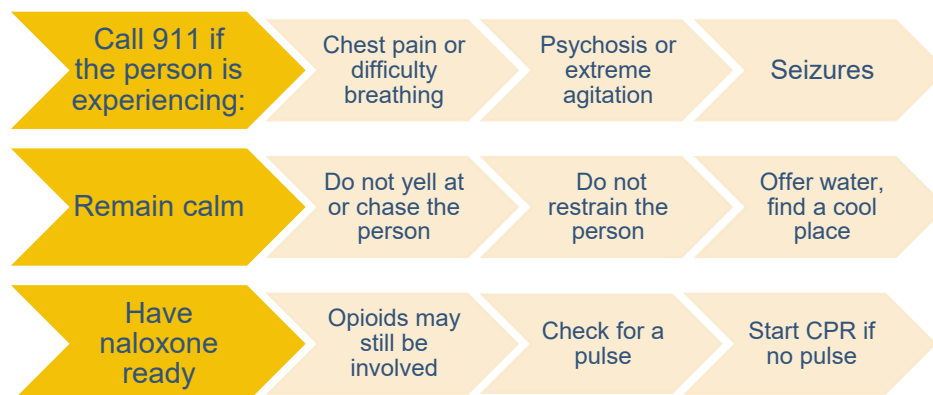 Call 911 if
the person is
experiencing:
Chest pain or
difficulty
breathing
Psychosis or
extreme
agitation
Seizures
Remain calm
Do not yell at
or chase the
person
Do not
restrain the
person
Offer water,
find a cool
place
Have
naloxone
ready
Opioids may
still be
involved
Check for a
pulse
Start CPR if
no pulse